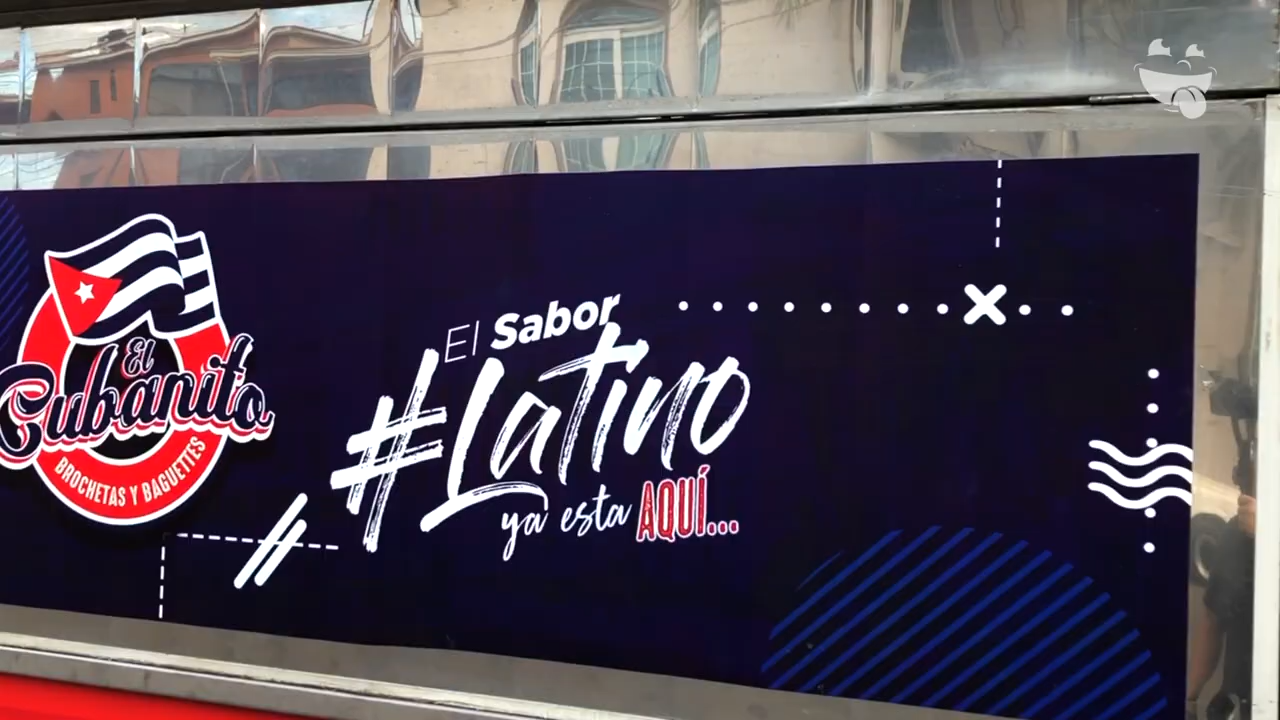 El
Cubanito
BROCHETAS Y BAGUETTES
El Sabor
#Latino
ya esta AQUÍ...